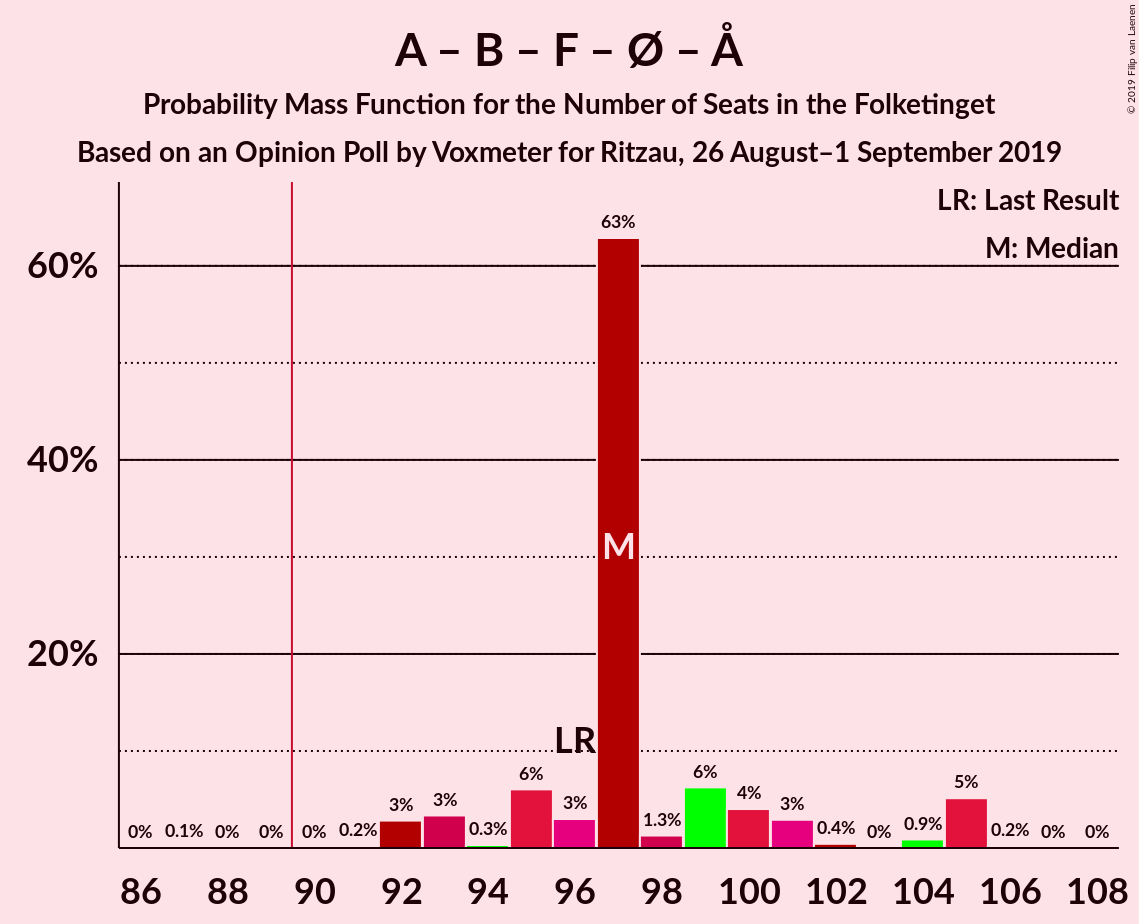 A – B – F – Ø – Å
Probability Mass Function for the Number of Seats in the Folketinget
Based on an Opinion Poll by Voxmeter for Ritzau, 26 August–1 September 2019
© 2019 Filip van Laenen
LR: Last Result
M: Median
60%
40%
20%
0% 0.1% 0% 0% 0% 0.2% 3% 3% 0.3% 6% 3% 63% 1.3% 6% 4% 3% 0.4% 0% 0.9% 5% 0.2% 0% 0%
M
LR
86 88 90 92 94 96 98 100 102 104 106 108